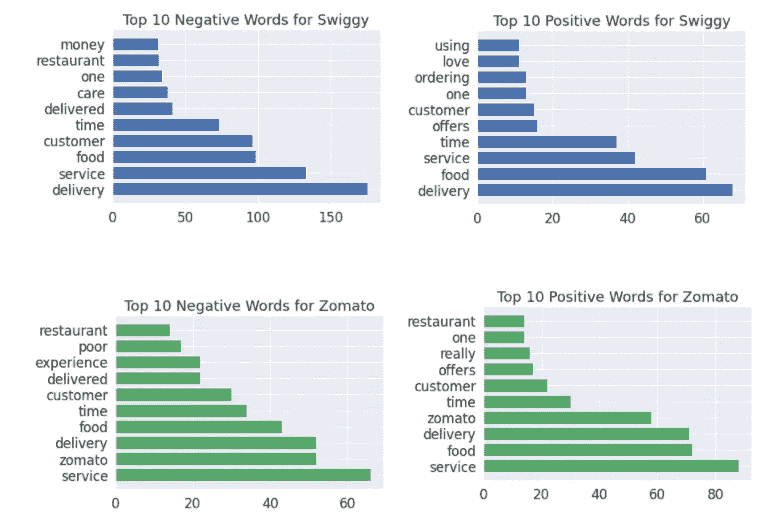 Top 10 Negative Words for Swiggy
money
restaurant
one
care
delivered
time
customer
food
service
delivery
0 50 100 150
Top 10 Positive Words for Swiggy
using
love
ordering
one
customer
offers
time
service
food
delivery
0 20 40 60
Top 10 Negative Words for Zomato
restaurant
poor
experience
delivered
customer
time
food
delivery
zomato
service
0 20 40 60
Top 10 Positive Words for Zomato
restaurant
one
really
offers
customer
time
zomato
delivery
food
service
0 20 40 60 80